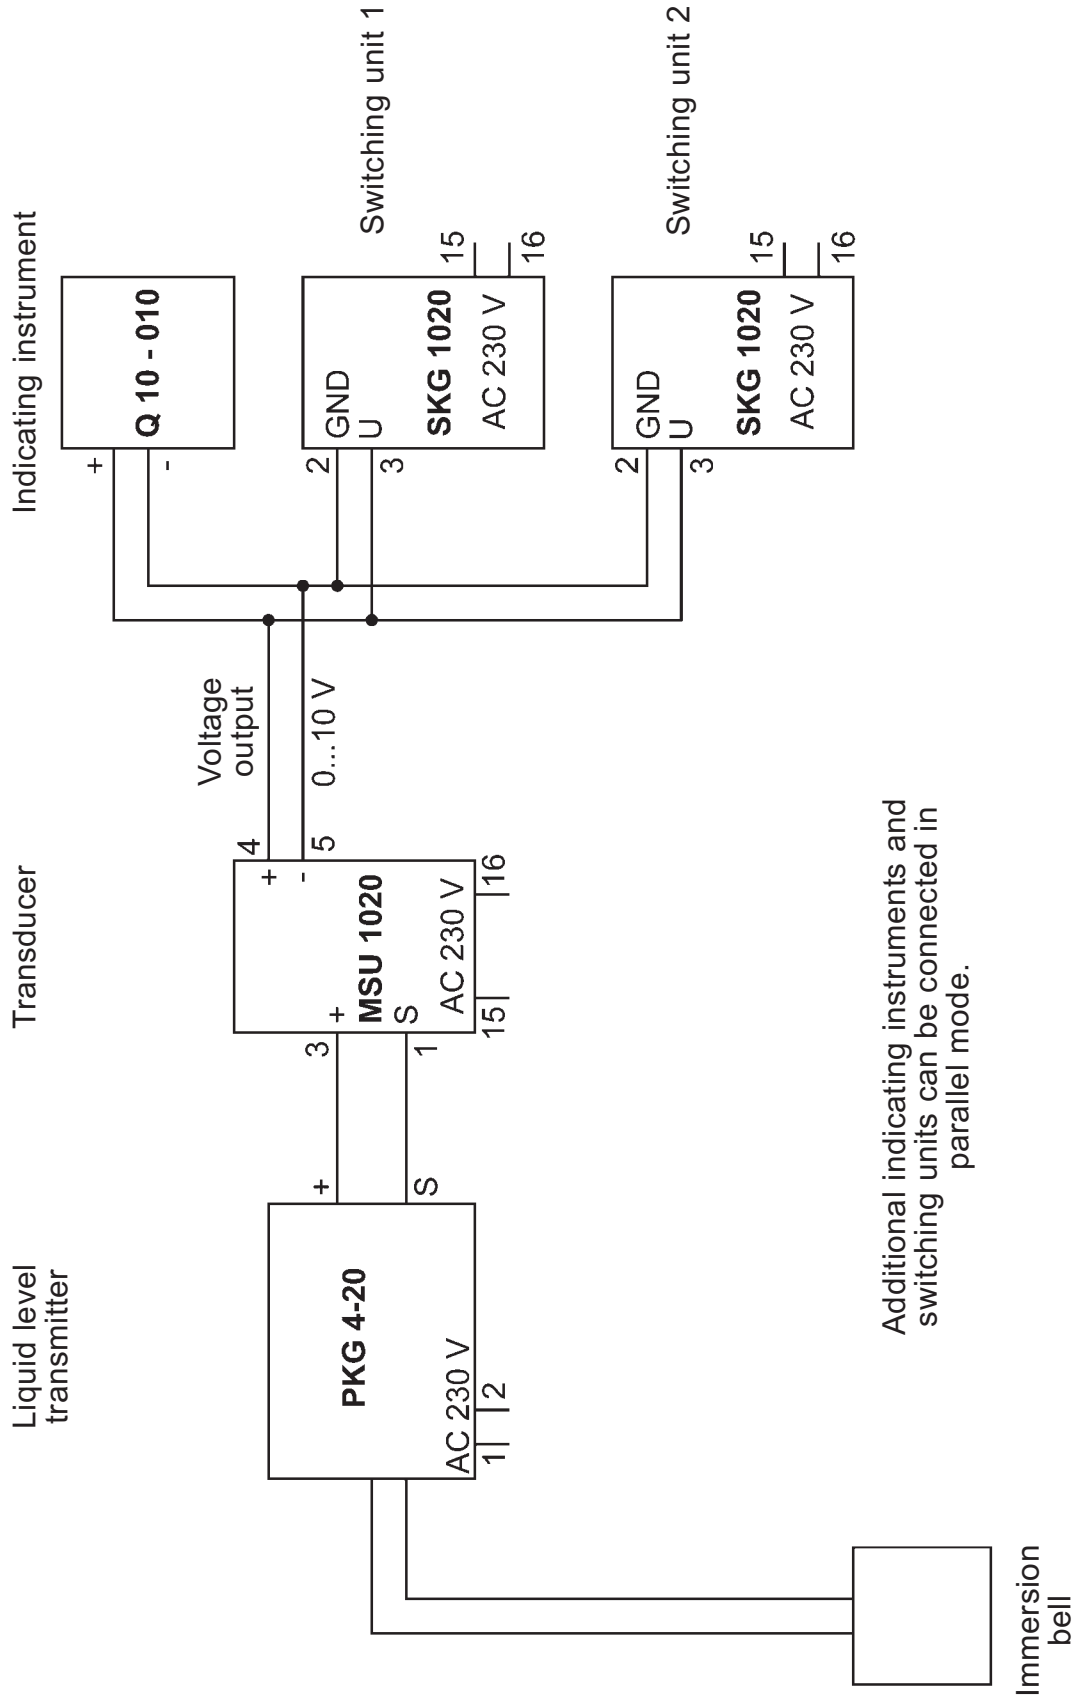 Liquid level
transmitter
Transducer
Indicating instrument
PKG 4-20
AC 230 V
1
2
+
S
3
1
+
S
MSU 1020
AC 230 V
15
16
+
-
4
5
Voltage
output
0...10 V
+
-
Q 10 - 010
2
3
GND
U
SKG 1020
AC 230 V
15
16
Switching unit 1
2
3
GND
U
SKG 1020
AC 230 V
15
16
Switching unit 2
Immersion
bell
Additional indicating instruments and
switching units can be connected in
parallel mode.